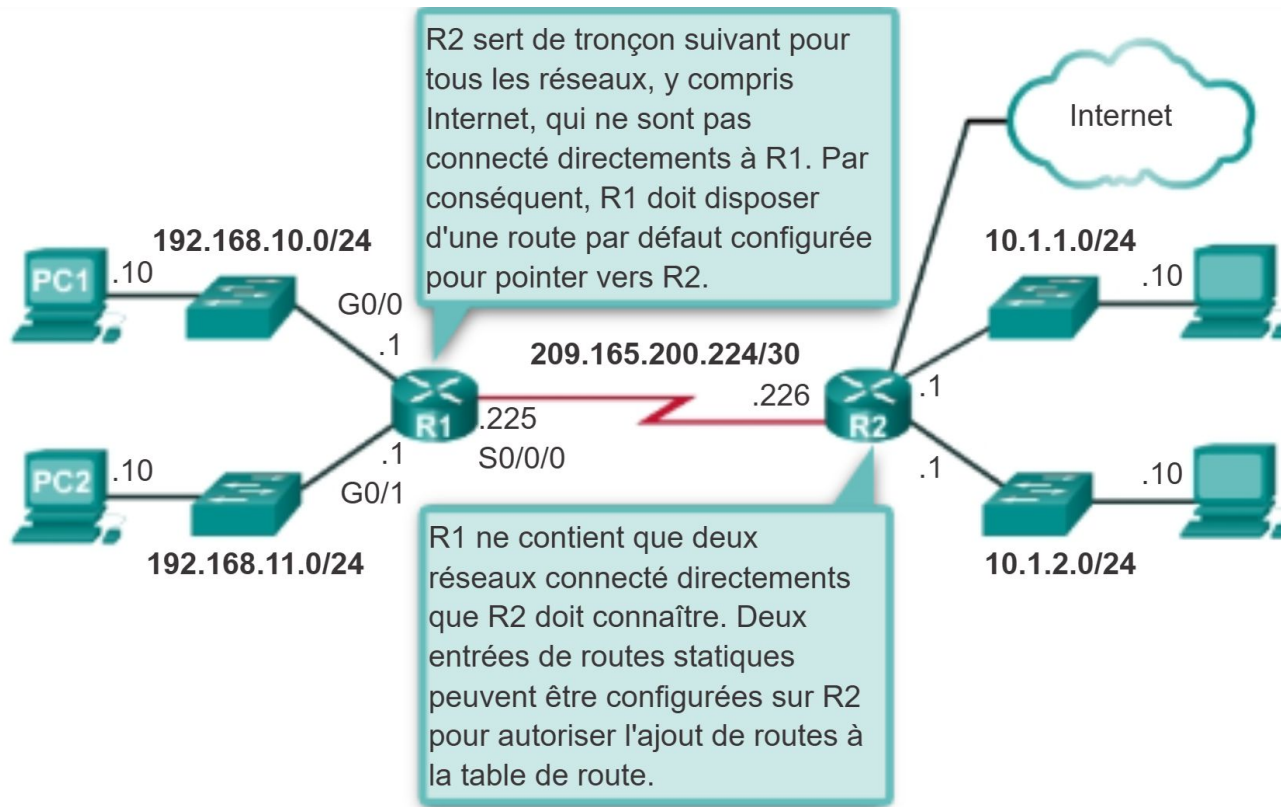 R2 sert de tronçon suivant pour
tous les réseaux, y compris
Internet, qui ne sont pas
connecté directements à R1. Par
conséquent, R1 doit disposer
d'une route par défaut configurée
pour pointer vers R2.
Internet
192.168.10.0/24
10.1.1.0/24
PC1
.10
G0/0
.1
.10
209.165.200.224/30
R1
.225
S0/0/0
.226
R2
.1
.1
PC2
.10
.1
G0/1
.10
192.168.11.0/24
10.1.2.0/24
R1 ne contient que deux
réseaux connecté directements
que R2 doit connaître. Deux
entrées de routes statiques
peuvent être configurées sur R2
pour autoriser l'ajout de routes à
la table de route.